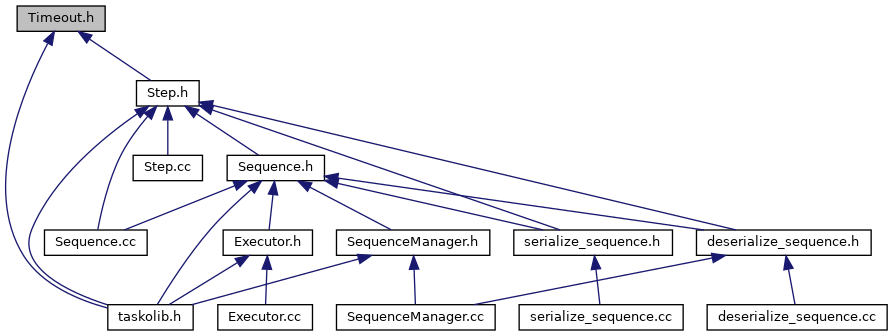 Timeout.h
Step.h
Step.cc
Sequence.h
Sequence.cc
Executor.h
SequenceManager.h
serialize_sequence.h
deserialize_sequence.h
taskolib.h
Executor.cc
SequenceManager.cc
serialize_sequence.cc
deserialize_sequence.cc